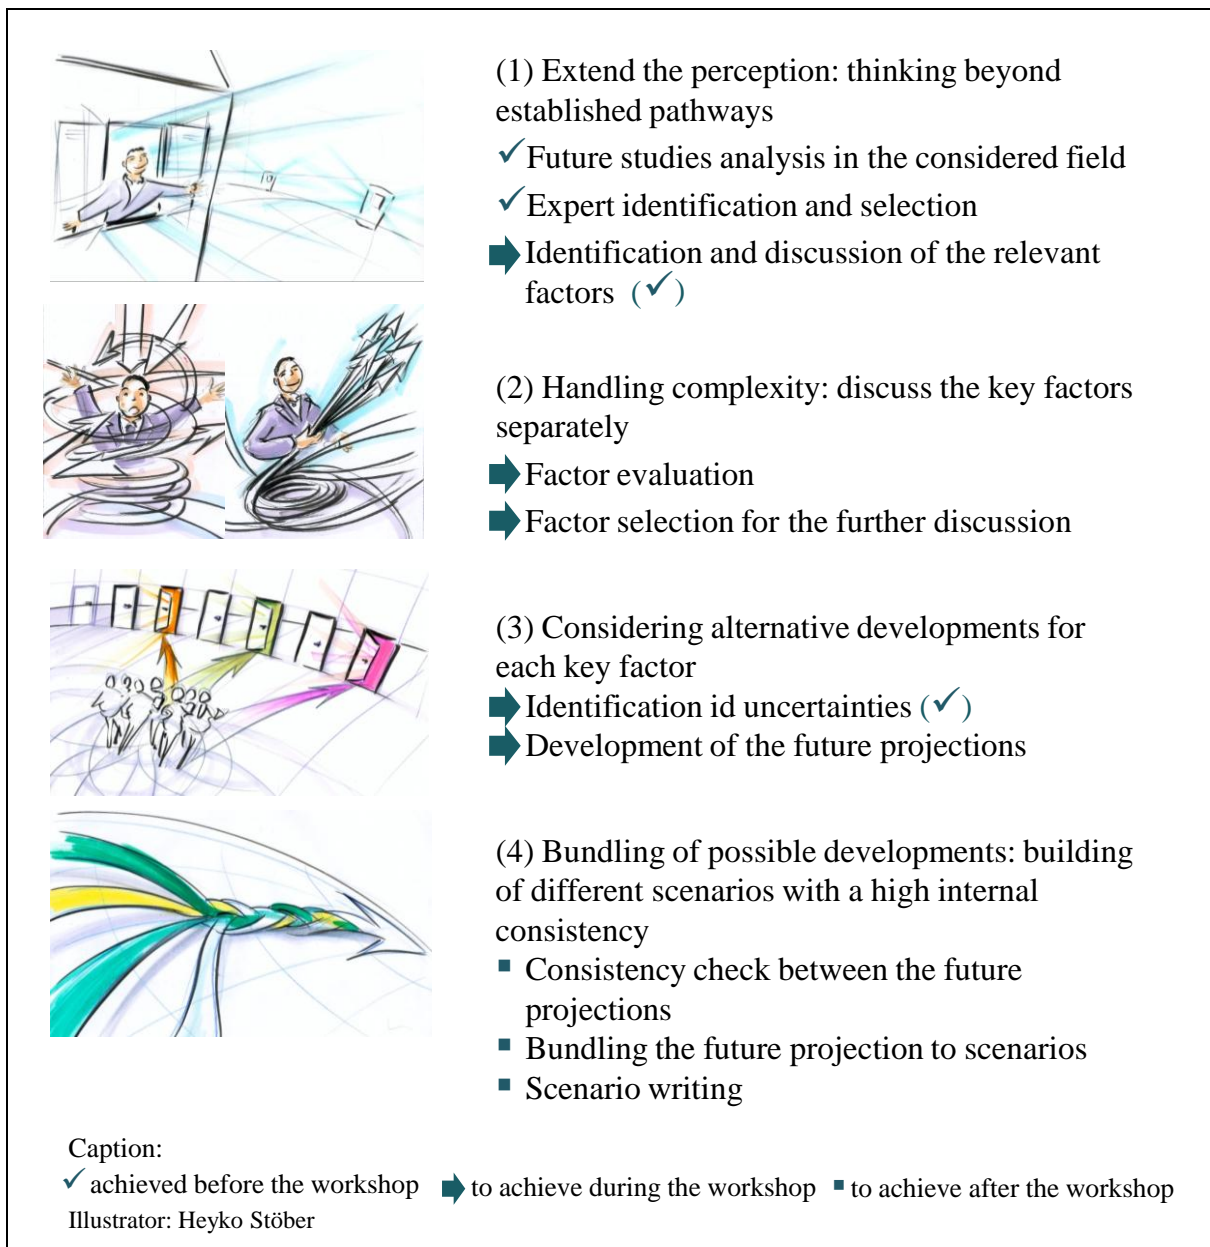 (1) Extend the perception: thinking beyond
established pathways
✓Future studies analysis in the considered field
✓Expert identification and selection
➡Identification and discussion of the relevant
factors (✓)
(2) Handling complexity: discuss the key factors
separately
➡Factor evaluation
➡Factor selection for the further discussion
(3) Considering alternative developments for
each key factor
➡Identification id uncertainties (✓)
➡Development of the future projections
(4) Bundling of possible developments: building
of different scenarios with a high internal
consistency
▪ Consistency check between the future
projections
▪ Bundling the future projection to scenarios
▪ Scenario writing
Caption:
✓ achieved before the workshop ➡ to achieve during the workshop ▪ to achieve after the workshop
Illustrator: Heyko Stöber